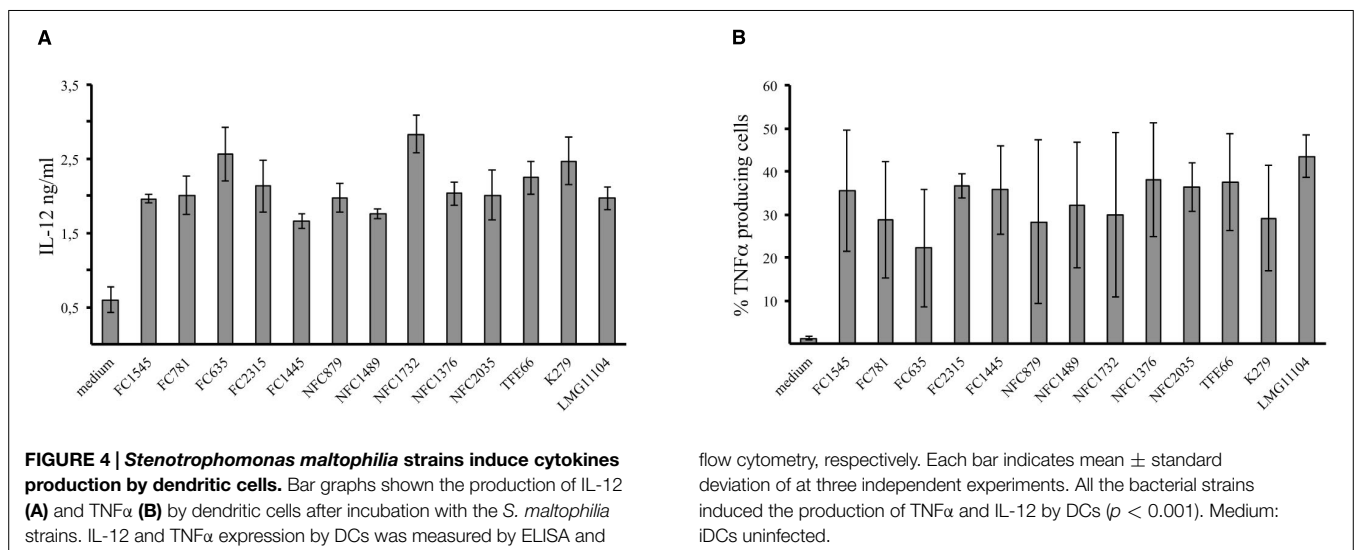 A
3,5
2,5
1,5
0,5
IL-12 ng/ml
medium
FC1545
FC781
FC635
FC2315
FC1445
NFC879
NFC1489
NFC1732
NFC1376
NFC2035
TFE66
K279
LMG11104
B
60
50
40
30
20
10
% TNFα producing cells
medium
FC1545
FC781
FC635
FC2315
FC1445
NFC879
NFC1489
NFC1732
NFC1376
NFC2035
TFE66
K279
LMG11104
FIGURE 4 | Stenotrophomonas maltophilia strains induce cytokines
production by dendritic cells. Bar graphs shown the production of IL-12
(A) and TNFα (B) by dendritic cells after incubation with the S. maltophilia
strains. IL-12 and TNFα expression by DCs was measured by ELISA and
flow cytometry, respectively. Each bar indicates mean ± standard
deviation of at three independent experiments. All the bacterial strains
induced the production of TNFα and IL-12 by DCs (p < 0.001). Medium:
iDCs uninfected.